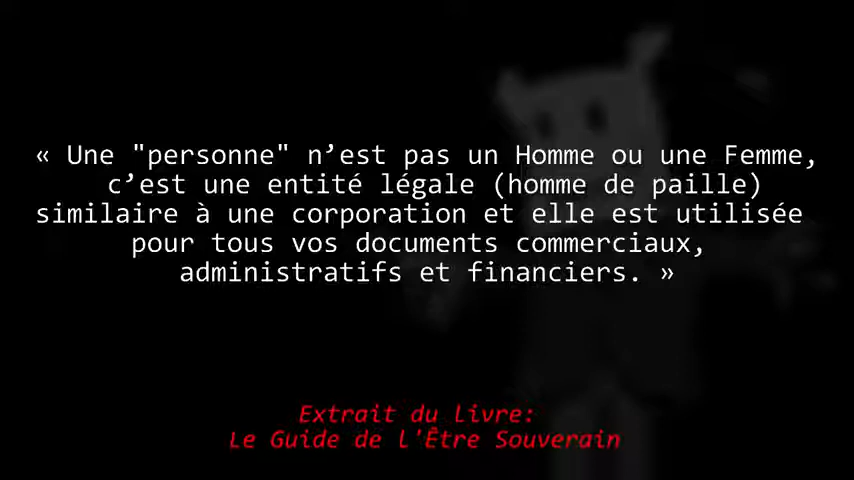 « Une "personne" n’est pas un Homme ou une Femme,
c’est une entité légale (homme de paille)
similaire à une corporation et elle est utilisée
pour tous vos documents commerciaux,
administratifs et financiers. »
Extrait du Livre:
Le Guide de L'Être Souverain